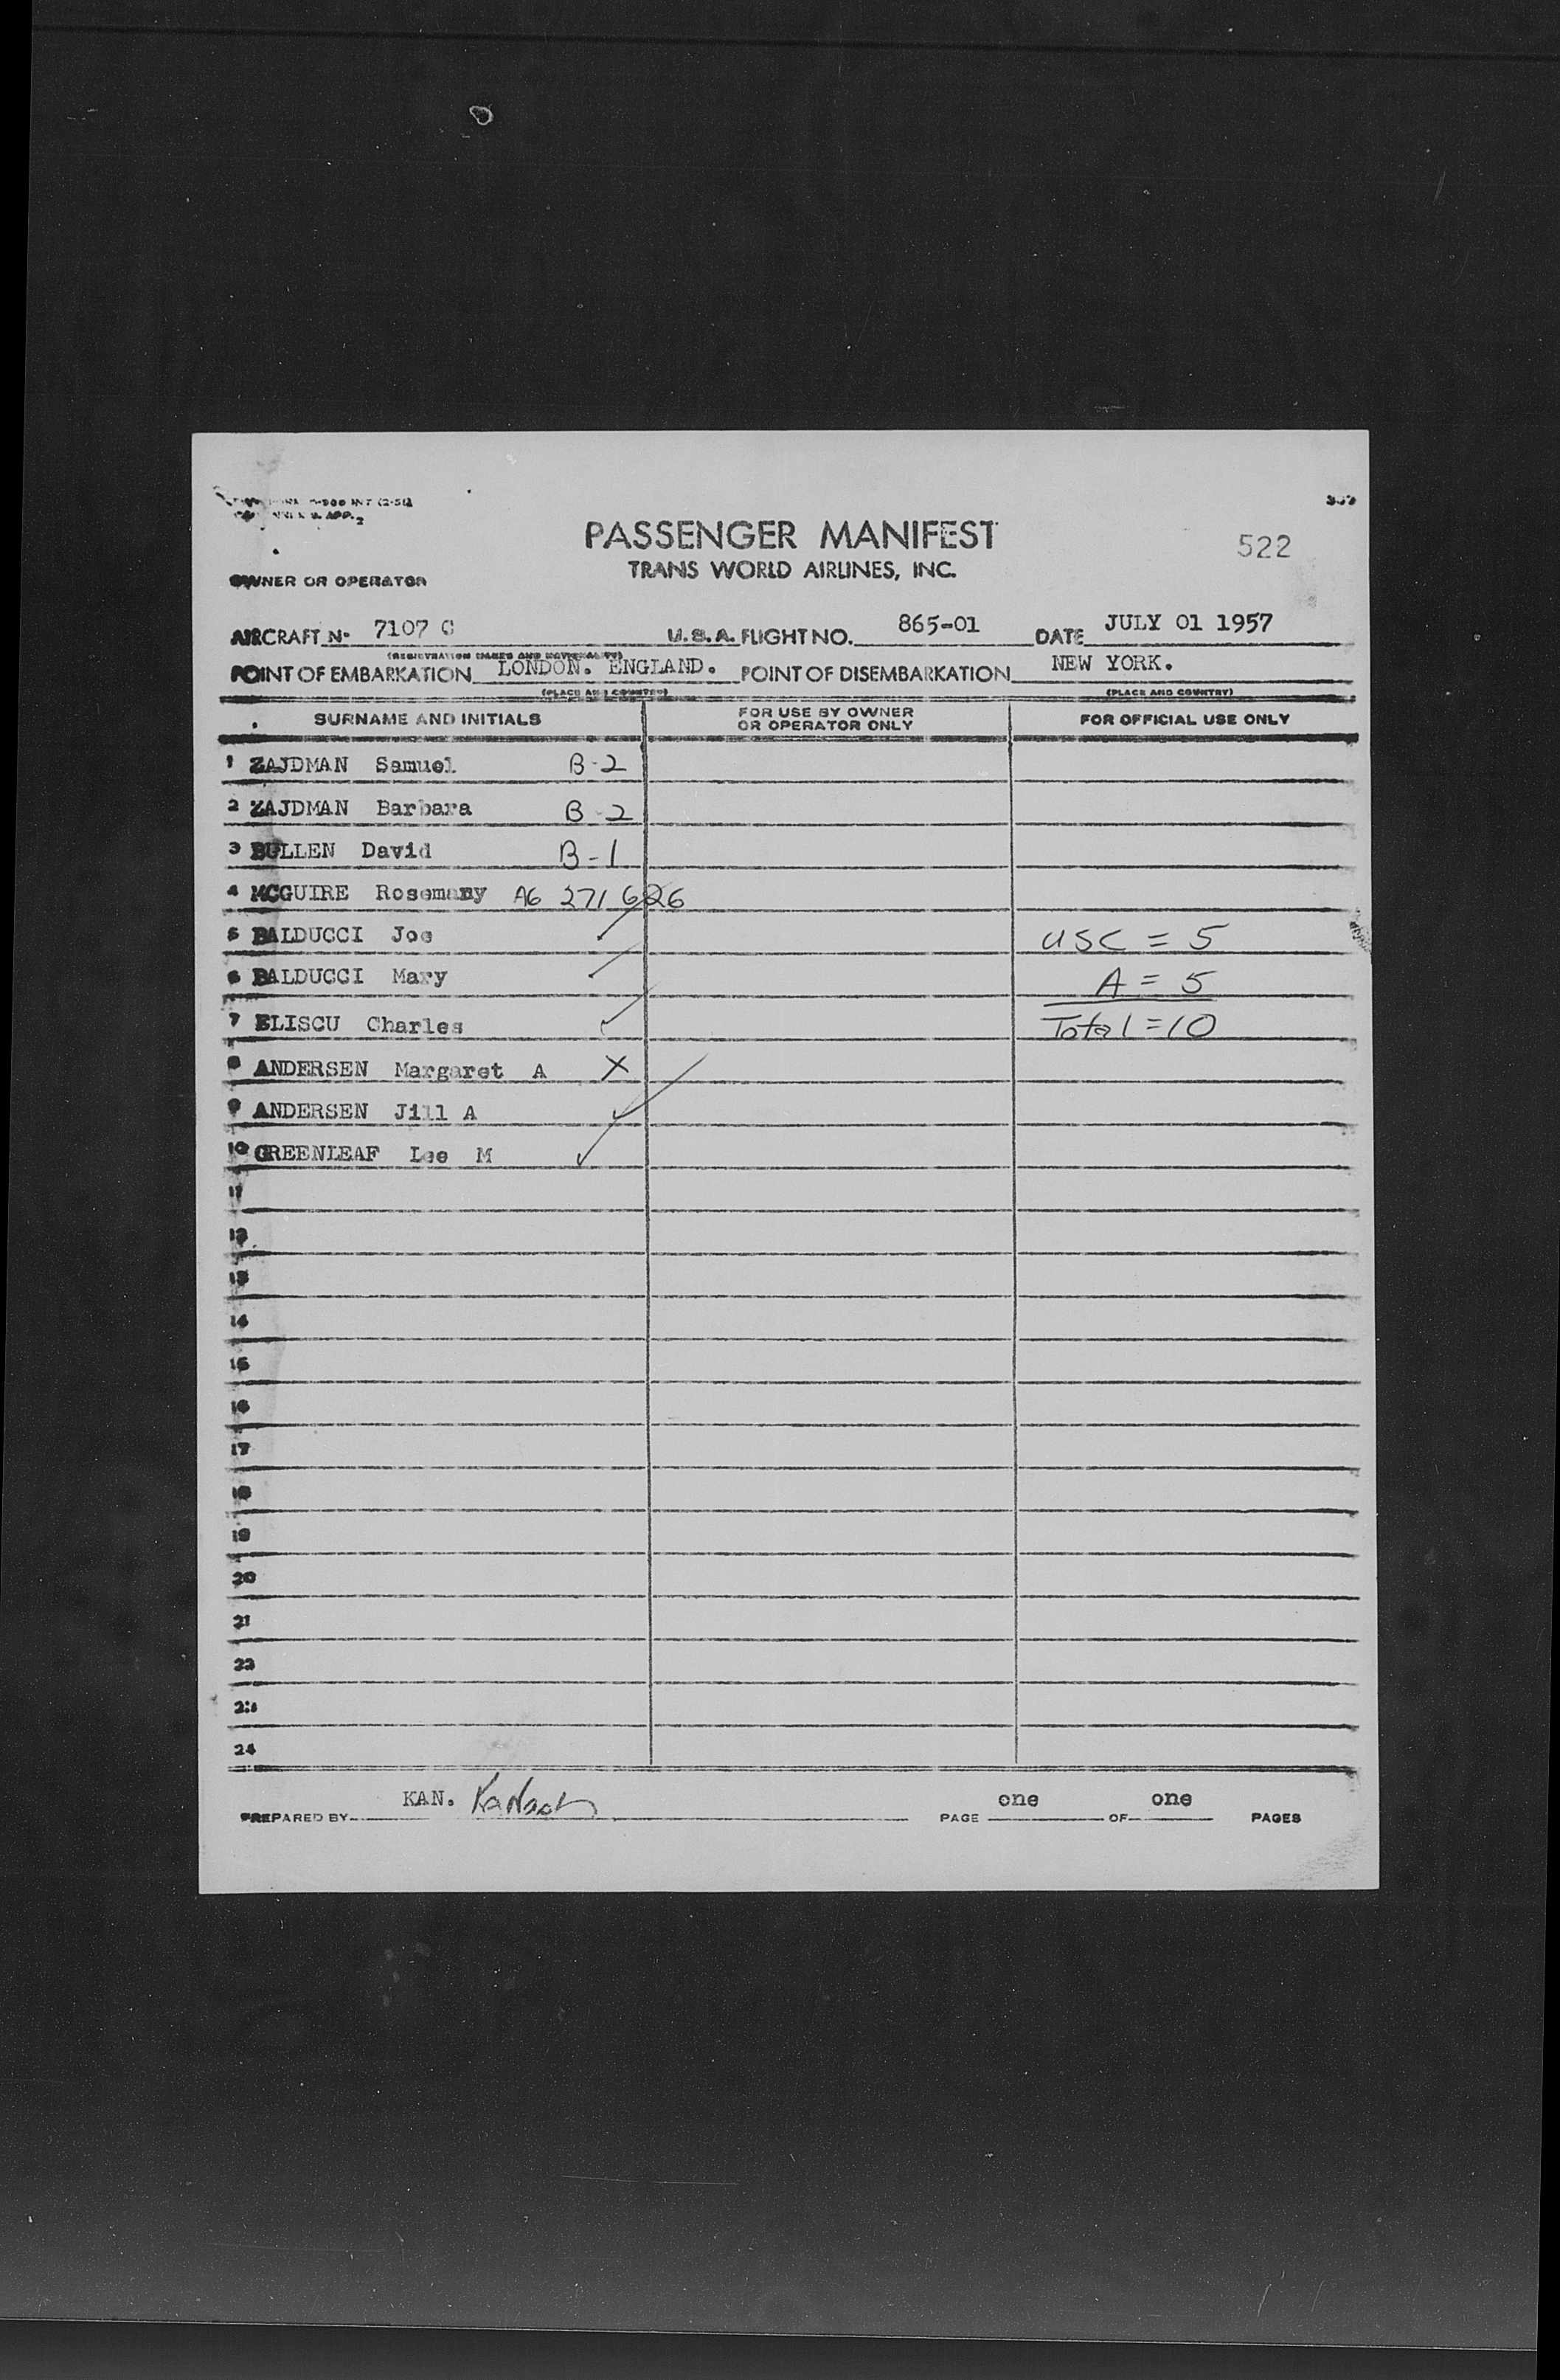 522
PASSENGER MANIFEST
TRANS WORLD AIRLINES, INC.
OWNER OR OPERATOR
AIRCRAFT No. 7107 C U.S.A. FLIGHT NO. 865-01 DATE JULY 01 1957
(REGISTRATION MARKS AND NATIONALITY)
POINT OF EMBARKATION LONDON. ENGLAND. POINT OF DISEMBARKATION NEW YORK.
(PLACE AND COUNTRY) (PLACE AND COUNTRY)
SURNAME AND INITIALS FOR USE BY OWNER OR OPERATOR ONLY FOR OFFICIAL USE ONLY
1 ZAJDMAN Samuel B-2
2 ZAJDMAN Barbara B-2
3 BULLEN David B-1
4 MCGUIRE Rosemary A6 271 626
5 BALDUCCI Joe ✓ USC = 5
6 BALDUCCI Mary ✓ A = 5
7 ELISCU Charles ✓ Total = 10
8 ANDERSEN Margaret A X
9 ANDERSEN Jill A ✓
10 GREENLEAF Lee M ✓
11
12
13
14
15
16
17
18
19
20
21
22
23
24
PREPARED BY KAN. PAGE one OF one PAGES